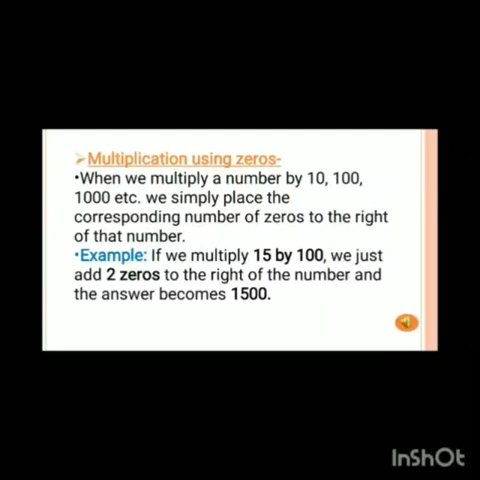 ➢Multiplication using zeros-
•When we multiply a number by 10, 100,
1000 etc. we simply place the
corresponding number of zeros to the right
of that number.
•Example: If we multiply 15 by 100, we just
add 2 zeros to the right of the number and
the answer becomes 1500.
InShOt